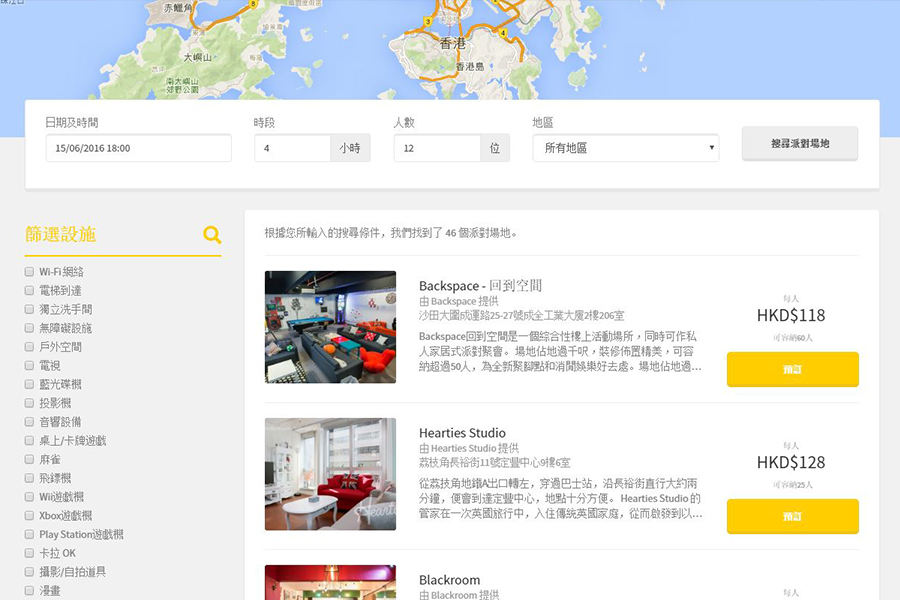 赤鱲角
8
大嶼山
南大嶼山
郊野公園
3
4
香港
香港島
日期及時間
時段
人數
地區
15/06/2016 18:00
4
小時
12
位
所有地區
搜尋派對場地
篩選設施
Wi-Fi 網絡
電梯到達
獨立洗手間
無障礙設施
戶外空間
電視
藍光碟機
投影機
音響設備
桌上/卡牌遊戲
麻雀
飛鏢機
Wii遊戲機
Xbox遊戲機
Play Station遊戲機
卡拉 OK
攝影/自拍道具
漫畫
根據您所輸入的搜尋條件，我們找到了 46 個派對場地。
Backspace - 回到空間
由 Backspace 提供
沙田大圍成運路25-27號成全工業大廈2樓206室
Backspace回到空間是一個綜合性樓上活動場所，同時可作私
人家居式派對聚會。場地佔地過千呎，裝修佈置精美，可容
納超過50人，為全新聚腳點和消閒娛樂好去處。場地佔地過...
每人
HKD$118
可容納60人
預訂
Hearties Studio
由 Hearties Studio 提供
荔枝角長裕街11號定豐中心9樓6室
從荔枝角地鐵A出口轉左，穿過巴士站，沿長裕街直行大約兩
分鐘，便會到達定豐中心，地點十分方便。 Hearties Studio 的
管家在一次英國旅行中，入住傳統英國家庭，從而啟發到以...
每人
HKD$128
可容納25人
預訂
Blackroom
由 Blackroom 提供
每人